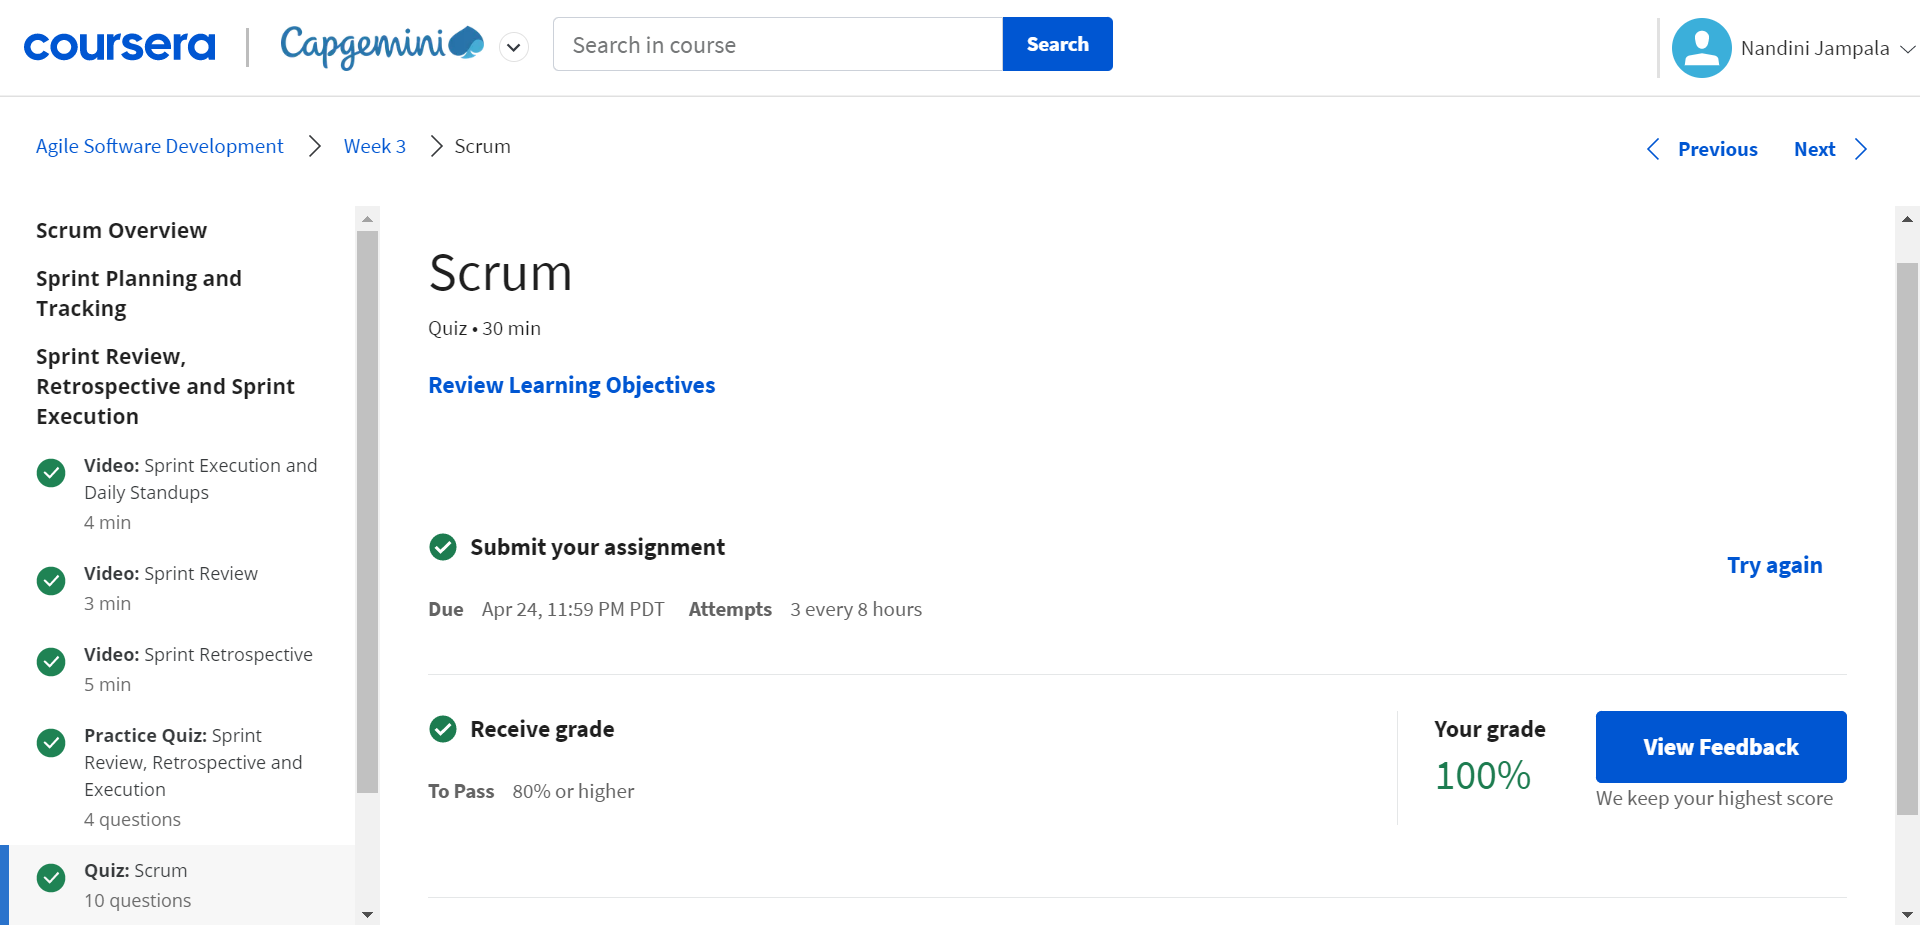 coursera
Capgemini
Search in course
Search
Nandini Jampala
Agile Software Development
Week 3
Scrum
Previous
Next
Scrum Overview
Sprint Planning and
Tracking
Sprint Review,
Retrospective and Sprint
Execution
Video: Sprint Execution and
Daily Standups
4 min
Video: Sprint Review
3 min
Video: Sprint Retrospective
5 min
Practice Quiz: Sprint
Review, Retrospective and
Execution
4 questions
Quiz: Scrum
10 questions
Scrum
Quiz • 30 min
Review Learning Objectives
Submit your assignment
Try again
Due Apr 24, 11:59 PM PDT Attempts 3 every 8 hours
Receive grade
To Pass 80% or higher
Your grade
100%
View Feedback
We keep your highest score